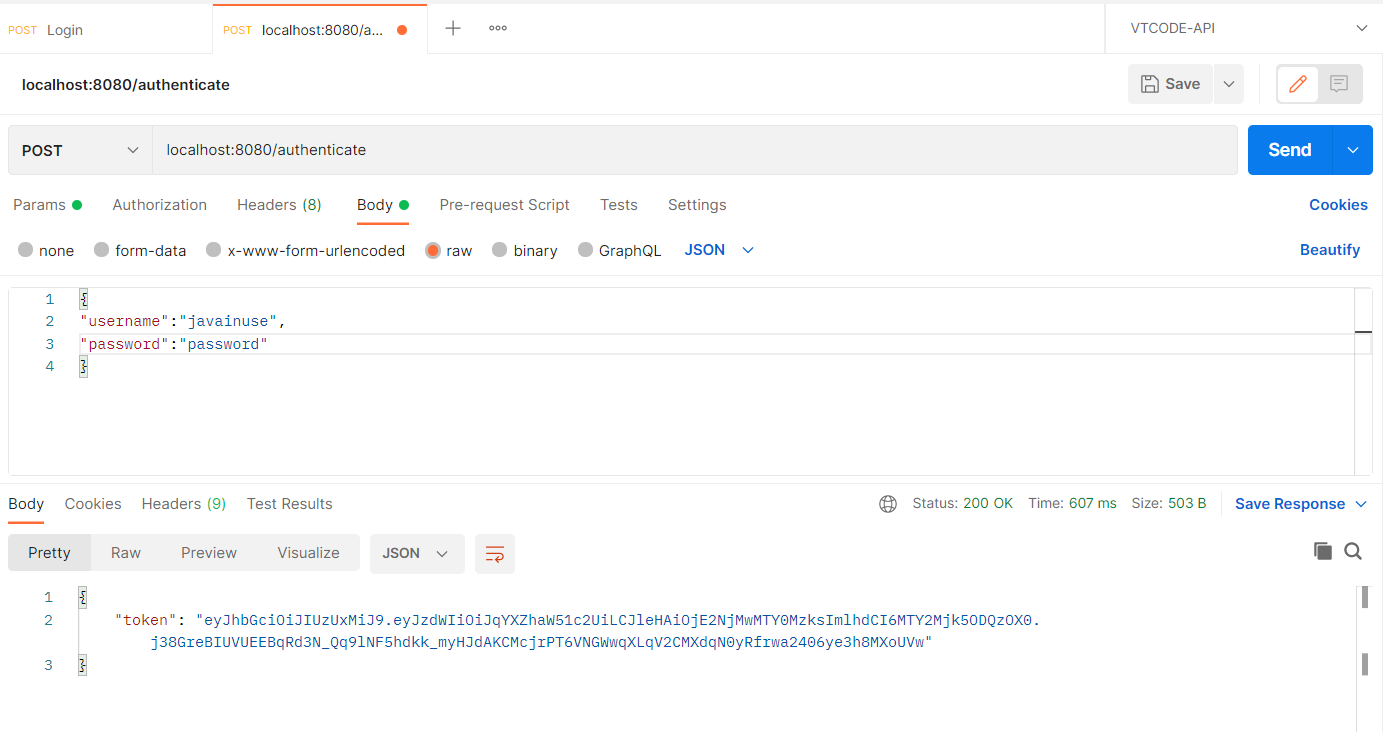 POST Login
POST localhost:8080/a...
VTCODE-API
localhost:8080/authenticate
Save
POST localhost:8080/authenticate Send
Params Authorization Headers (8) Body Pre-request Script Tests Settings Cookies
none form-data x-www-form-urlencoded raw binary GraphQL JSON Beautify
1 {
2 "username":"javainuse",
3 "password":"password"
4 }
Body Cookies Headers (9) Test Results Status: 200 OK Time: 607 ms Size: 503 B Save Response
Pretty Raw Preview Visualize JSON
1 {
2 "token": "eyJhbGciOiJIUzUxMiJ9.eyJzdWIiOiJqYXZhaW51c2UiLCJleHAiOjE2NjMwMTY0MzksImlhdCI6MTY2Mjk5ODQzOX0.
j38GreBIUVUEEBqRd3N_Qq9lNF5hdkk_myHJdAKCMcjrPT6VNGWwqXLqV2CMXdqN0yRfrwa2406ye3h8MXoUVw"
3 }